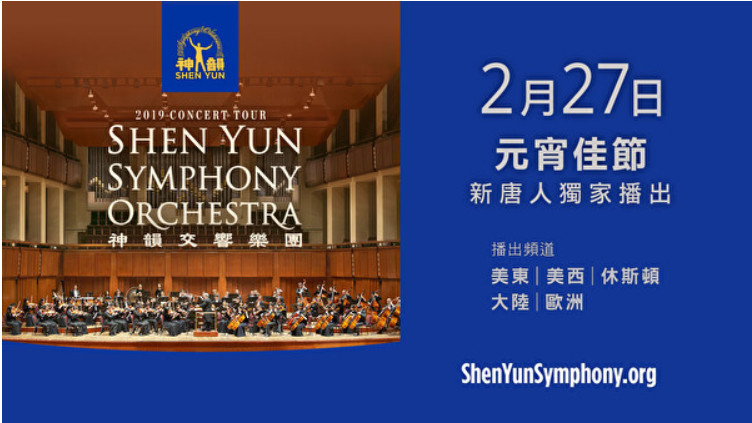 神韻
SHEN YUN
2019 CONCERT TOUR
SHEN YUN
SYMPHONY
ORCHESTRA
神韻交響樂團
2月27日
元宵佳節
新唐人獨家播出
播出頻道
美東|美西|休斯頓
大陸|歐洲
ShenYunSymphony.org